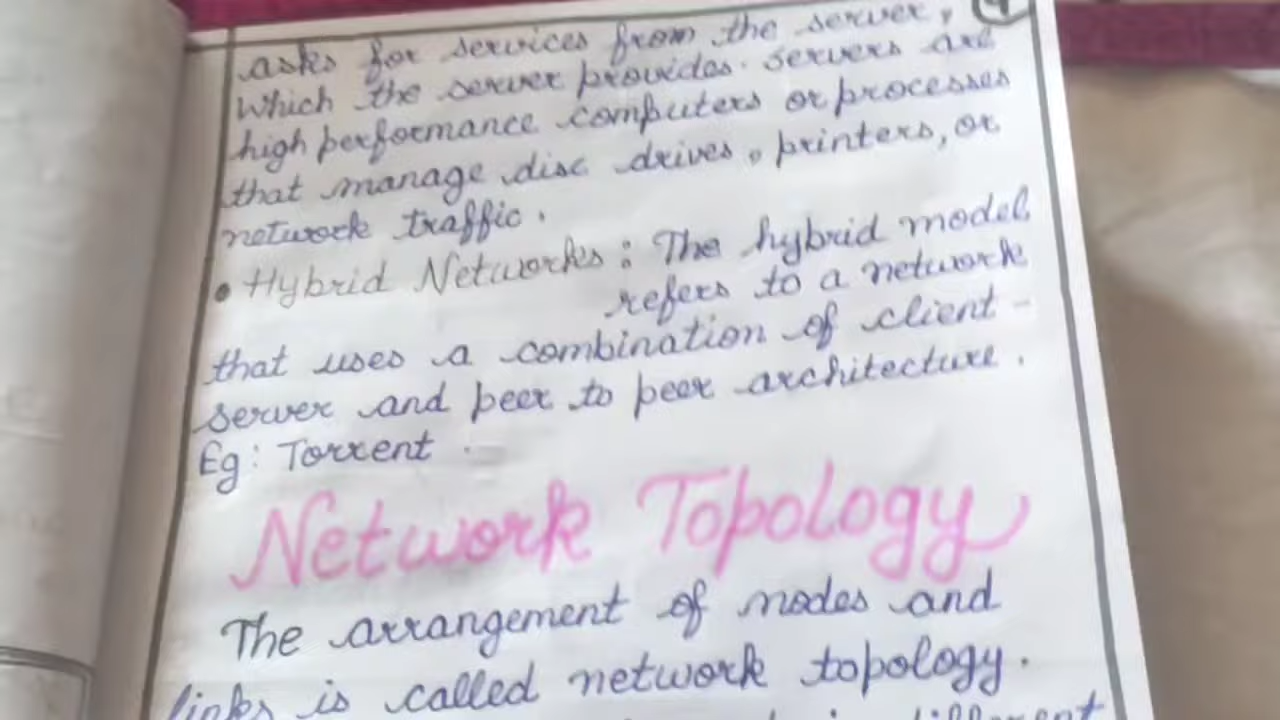 asks for services from the server,
which the server provides. Servers are
high performance computers or processes
that manage disc drives, printers, or
network traffic.
• Hybrid Networks: The hybrid model
refers to a network
that uses a combination of client -
server and peer to peer architecture.
Eg: Torrent
Network Topology
The arrangement of nodes and
links is called network topology.
different